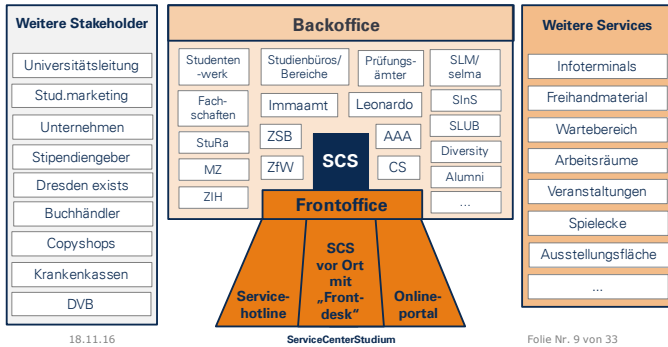 Weitere Stakeholder
Universitätsleitung
Stud.marketing
Unternehmen
Stipendiengeber
Dresden exists
Buchhändler
Copyshops
Krankenkassen
DVB
Backoffice
Studenten
-werk
Fach-
schaften
StuRa
MZ
ZIH
Studienbüros/
Bereiche
Prüfungs-
ämter
Immaamt
Leonardo
ZSB
AAA
ZfW
CS
SCS
SLM/
selma
SInS
SLUB
Diversity
Alumni
...
Frontoffice
Service-
hotline
SCS
vor Ort
mit
„Front-
desk“
Online-
portal
Weitere Services
Infoterminals
Freihandmaterial
Wartebereich
Arbeitsräume
Veranstaltungen
Spielecke
Ausstellungsfläche
...
18.11.16
ServiceCenterStudium
Folie Nr. 9 von 33